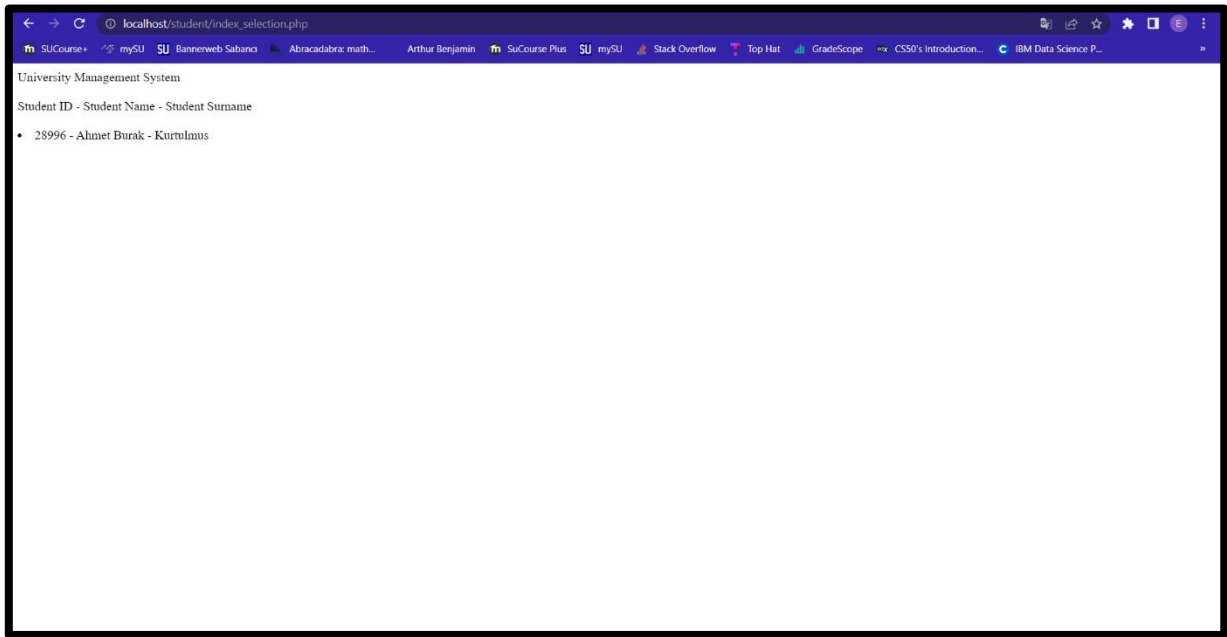 localhost/student/index_selection.php
E
SUCourse+ mySU SU Bannerweb Sabancı Abracadabra: math... Arthur Benjamin SuCourse Plus SU mySU Stack Overflow Top Hat GradeScope CS50's Introduction... C IBM Data Science P... »
University Management System
Student ID - Student Name - Student Surname
• 28996 - Ahmet Burak - Kurtulmus